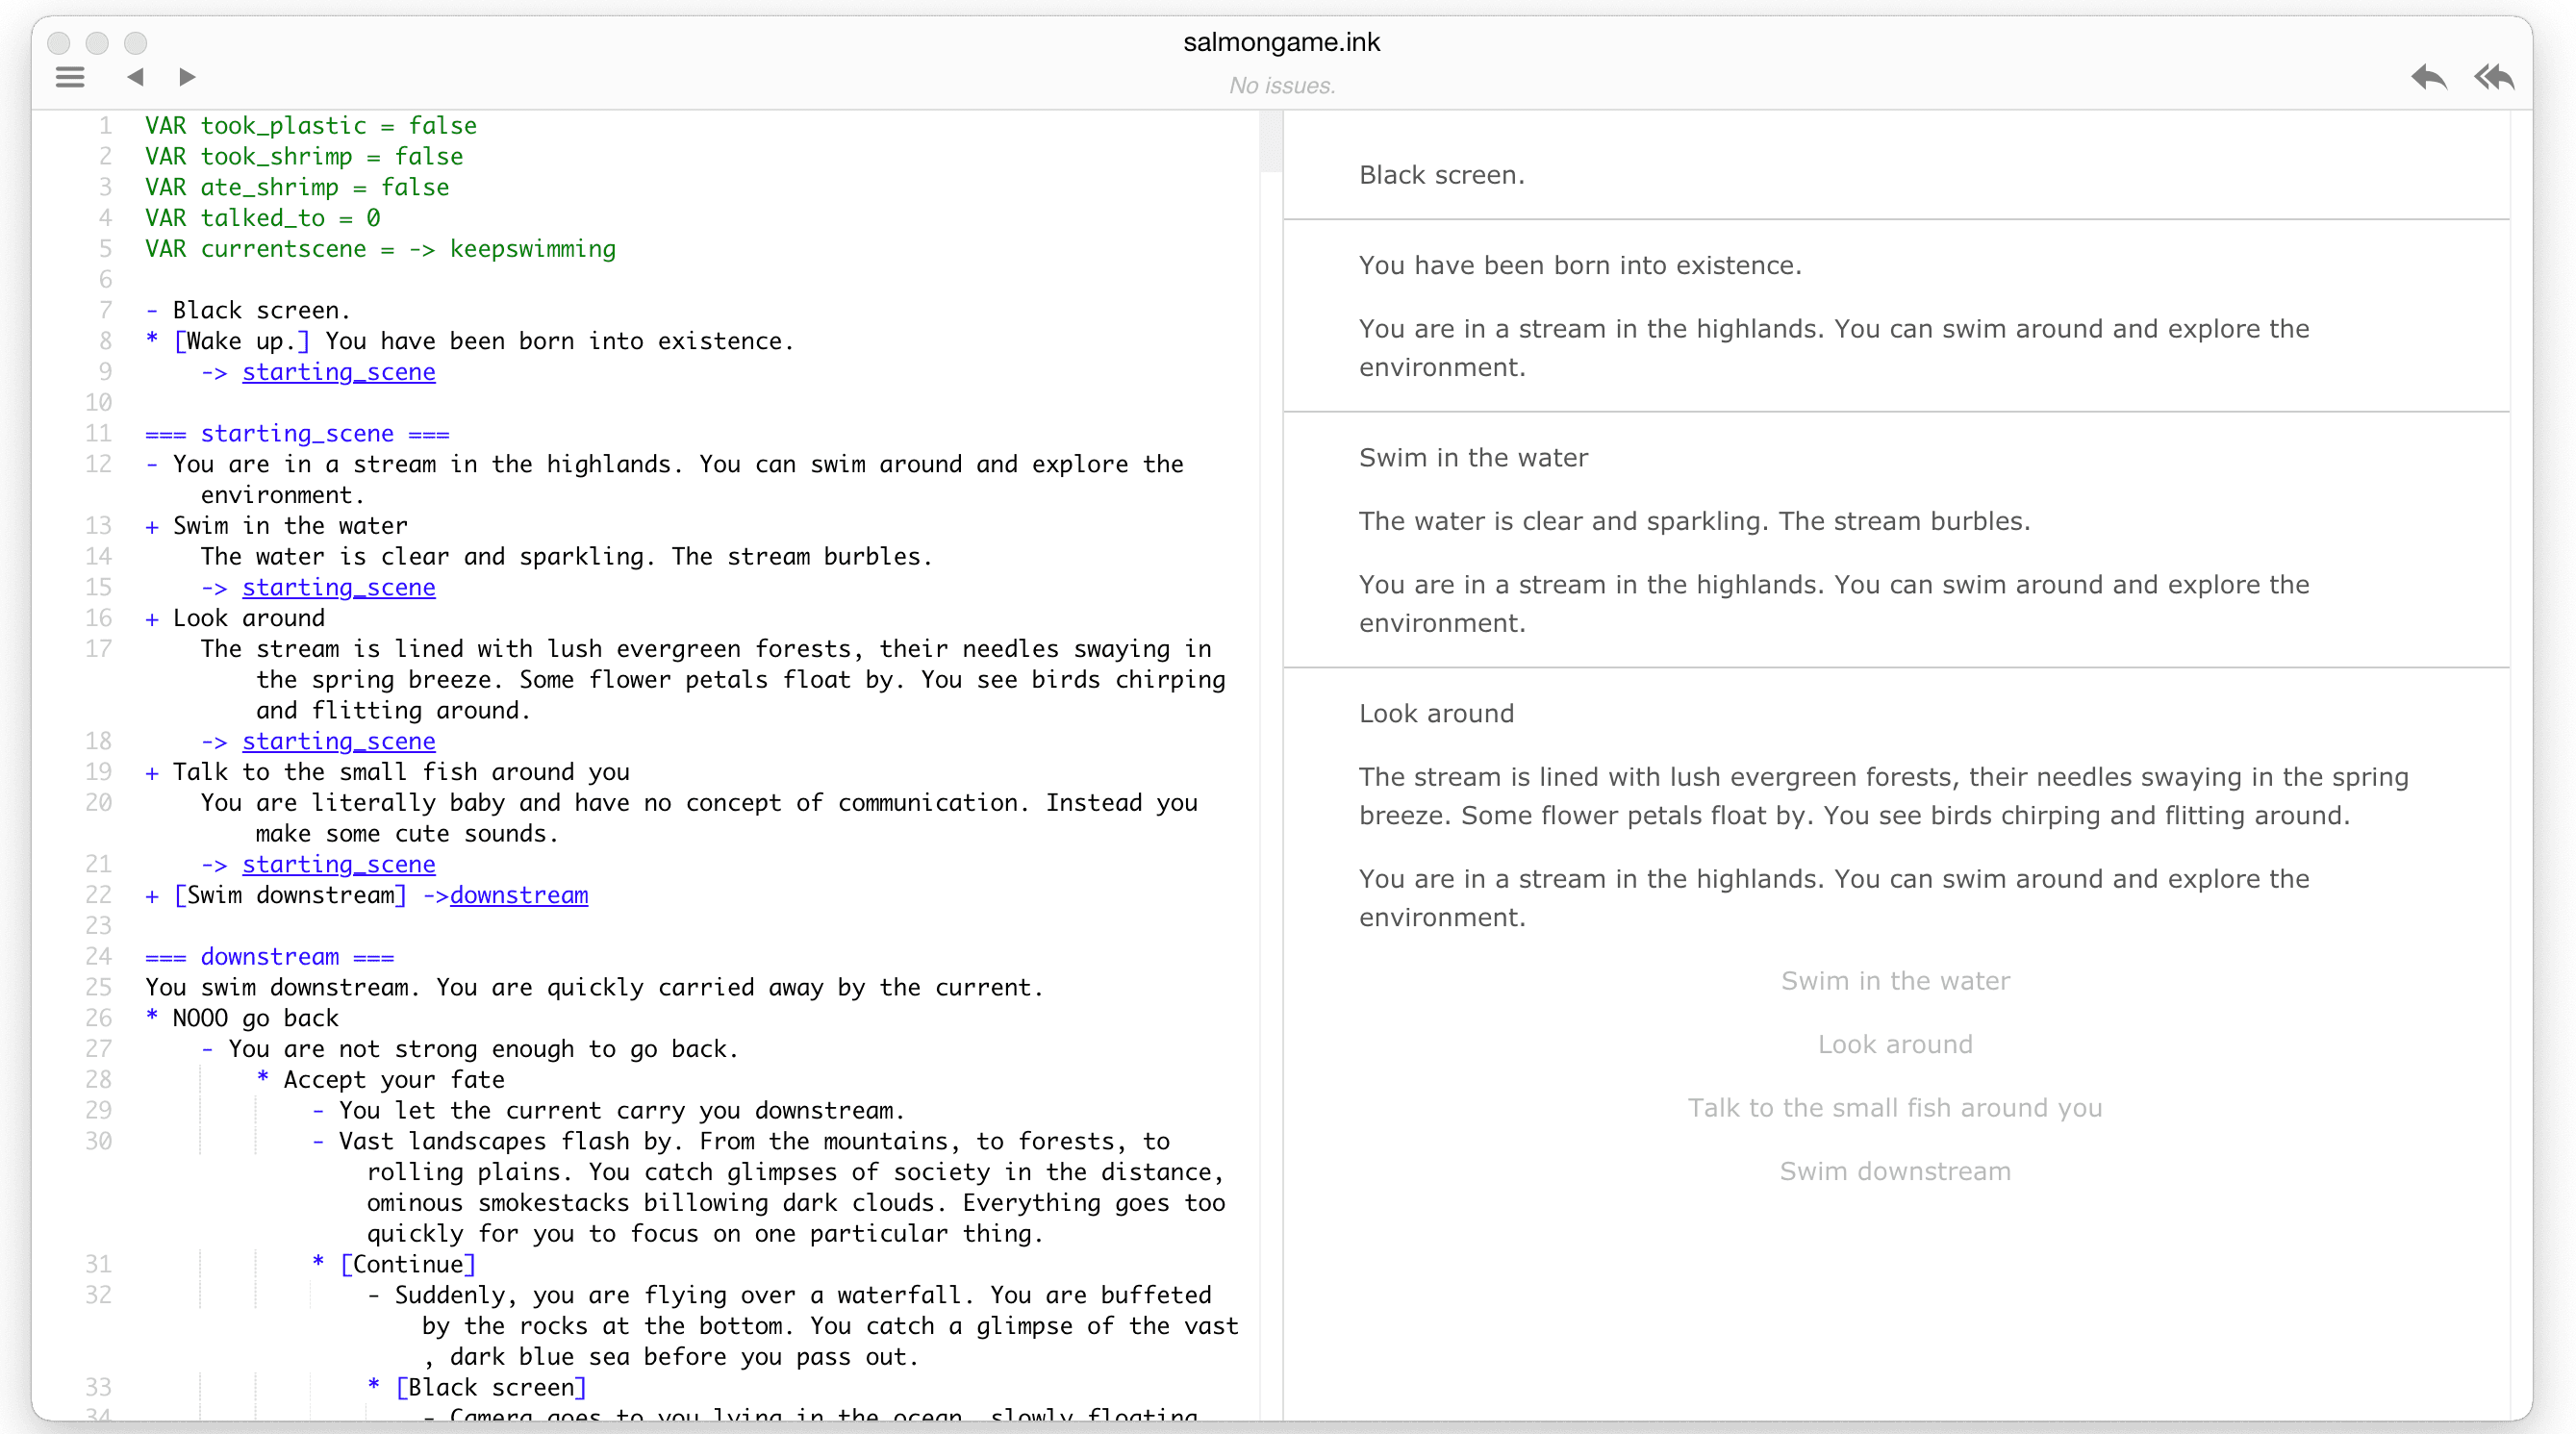 salmongame.ink
No issues.
1 VAR took_plastic = false
2 VAR took_shrimp = false
3 VAR ate_shrimp = false
4 VAR talked_to = 0
5 VAR currentscene = -> keepswimming
6
7 - Black screen.
8 * [Wake up.] You have been born into existence.
9 -> starting_scene
10
11 === starting_scene ===
12 - You are in a stream in the highlands. You can swim around and explore the
environment.
13 + Swim in the water
14 The water is clear and sparkling. The stream burbles.
15 -> starting_scene
16 + Look around
17 The stream is lined with lush evergreen forests, their needles swaying in
the spring breeze. Some flower petals float by. You see birds chirping
and flitting around.
18 -> starting_scene
19 + Talk to the small fish around you
20 You are literally baby and have no concept of communication. Instead you
make some cute sounds.
21 -> starting_scene
22 + [Swim downstream] ->downstream
23
24 === downstream ===
25 You swim downstream. You are quickly carried away by the current.
26 * NOOO go back
27 - You are not strong enough to go back.
28 * Accept your fate
29 - You let the current carry you downstream.
30 - Vast landscapes flash by. From the mountains, to forests, to
rolling plains. You catch glimpses of society in the distance,
ominous smokestacks billowing dark clouds. Everything goes too
quickly for you to focus on one particular thing.
31 * [Continue]
32 - Suddenly, you are flying over a waterfall. You are buffeted
by the rocks at the bottom. You catch a glimpse of the vast
, dark blue sea before you pass out.
33 * [Black screen]
34 - Camera goes to you lying in the ocean, slowly floating
Black screen.
You have been born into existence.
You are in a stream in the highlands. You can swim around and explore the
environment.
Swim in the water
The water is clear and sparkling. The stream burbles.
You are in a stream in the highlands. You can swim around and explore the
environment.
Look around
The stream is lined with lush evergreen forests, their needles swaying in the spring
breeze. Some flower petals float by. You see birds chirping and flitting around.
You are in a stream in the highlands. You can swim around and explore the
environment.
Swim in the water
Look around
Talk to the small fish around you
Swim downstream